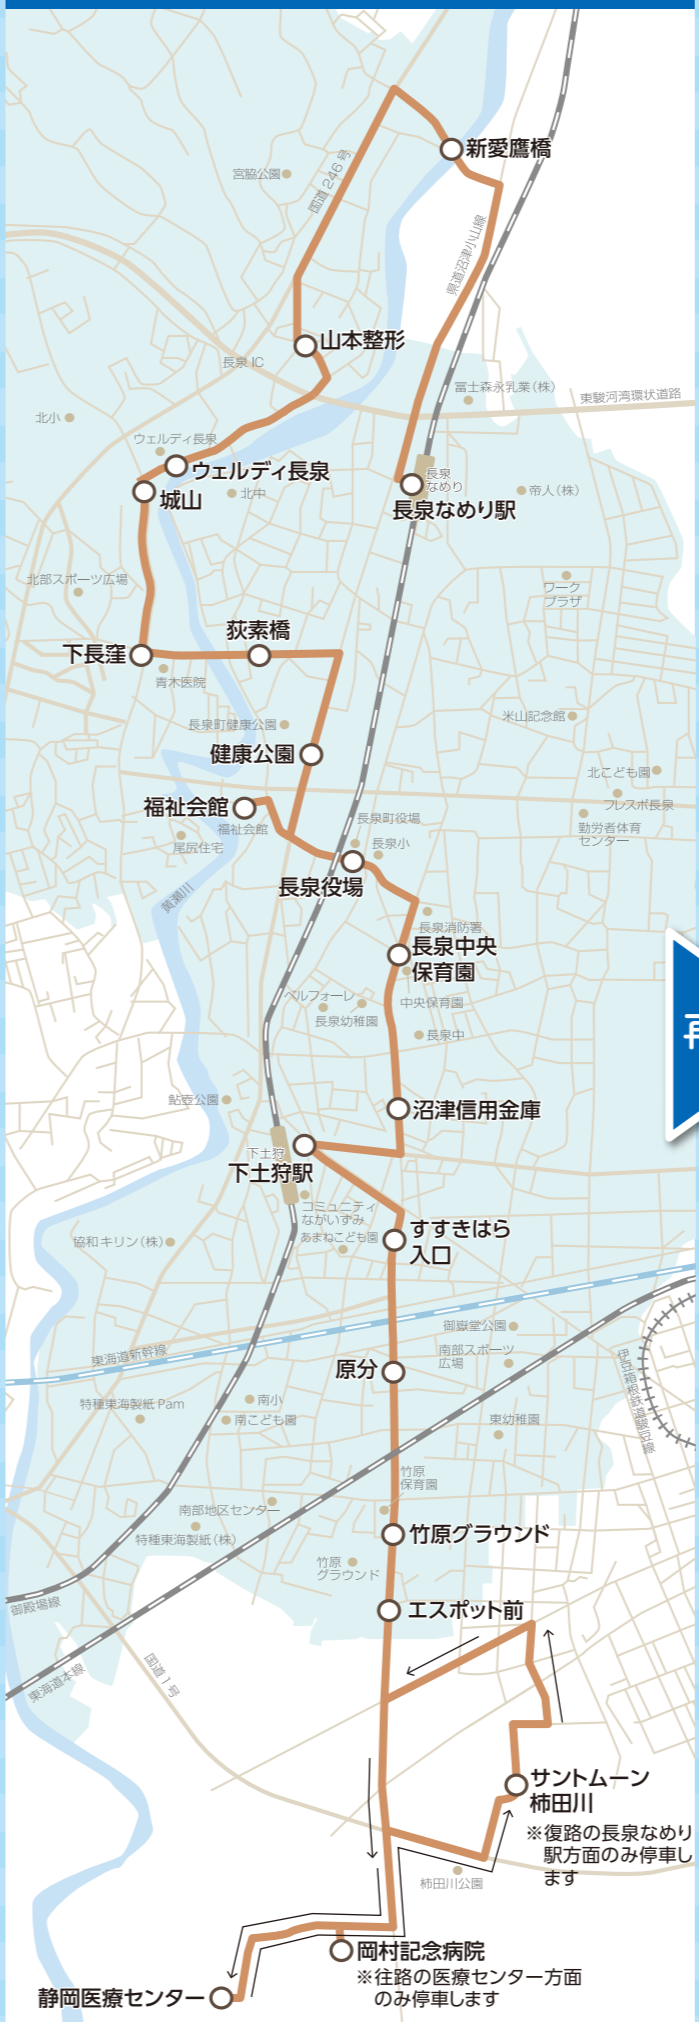 新愛鷹橋
宮脇公園
国道 246 号
県道沼津小山線
山本整形
長泉 IC
冨士森永乳業(株)
東駿河湾環状道路
北小
ウェルディ長泉
ウェルディ長泉
城山
北中
長泉
なめり
長泉なめり駅
帝人(株)
北部スポーツ広場
ワーク
プラザ
荻素橋
下長窪
青木医院
長泉町健康公園
米山記念館
健康公園
北こども園
福祉会館
福祉会館
フレスポ長泉
長泉町役場
勤労者体育
センター
尾尻住宅
長泉小
長泉役場
黄瀬川
長泉消防署
長泉中央
保育園
ベルフォーレ
中央保育園
長泉幼稚園
長泉中
鮎壺公園
沼津信用金庫
下土狩
下土狩駅
コミュニティ
ながいずみ
あまねこども園
すすきはら
入口
協和キリン(株)
御嶽堂公園
東海道新幹線
南部スポーツ
広場
伊豆箱根鉄道駿豆線
原分
特種東海製紙 Pam
南小
南こども園
東幼稚園
竹原
保育園
南部地区センター
特種東海製紙(株)
竹原グラウンド
竹原
グラウンド
御殿場線
エスポット前
東海道本線
国道 1 号
サントムーン
柿田川
※復路の長泉なめり
駅方面のみ停車し
ます
柿田川公園
岡村記念病院
※往路の医療センター方面
のみ停車します
静岡医療センター